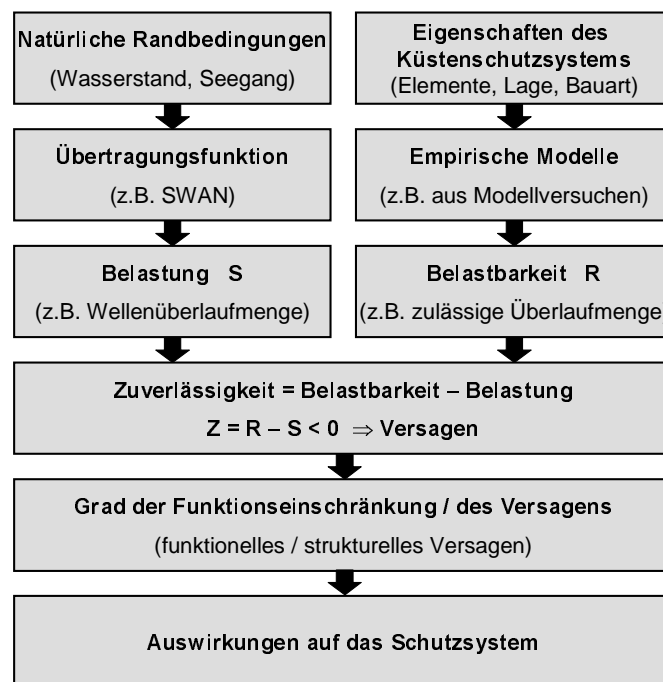 Natürliche Randbedingungen
(Wasserstand, Seegang)
Eigenschaften des
Küstenschutzsystems
(Elemente, Lage, Bauart)
Übertragungsfunktion
(z.B. SWAN)
Empirische Modelle
(z.B. aus Modellversuchen)
Belastung S
(z.B. Wellenüberlaufmenge)
Belastbarkeit R
(z.B. zulässige Überlaufmenge
Zuverlässigkeit = Belastbarkeit – Belastung
Z = R – S < 0 ⇒ Versagen
Grad der Funktionseinschränkung / des Versagens
(funktionelles / strukturelles Versagen)
Auswirkungen auf das Schutzsystem